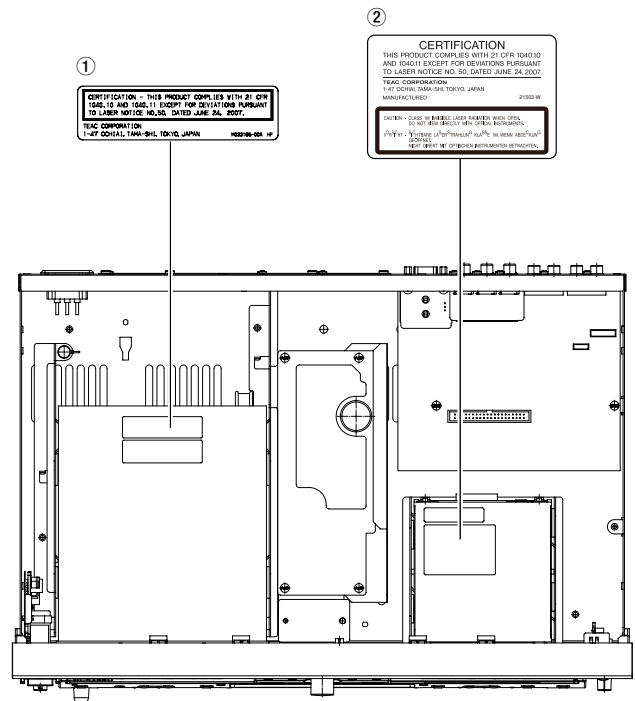 ①
CERTIFICATION - THIS PRODUCT COMPLIES WITH 21 CFR
1040.10 AND 1040.11 EXCEPT FOR DEVIATIONS PURSUANT
TO LASER NOTICE NO.50, DATED JUNE 24, 2007.
TEAC CORPORATION
1-47 OCHIAI, TAMA-SHI, TOKYO, JAPAN
②
CERTIFICATION
THIS PRODUCT COMPLIES WITH 21 CFR 1040.10
AND 1040.11 EXCEPT FOR DEVIATIONS PURSUANT
TO LASER NOTICE NO. 50, DATED JUNE 24, 2007.
TEAC CORPORATION
1-47 OCHIAI, TAMA-SHI, TOKYO, JAPAN
MANUFACTURED : 21503-W
CAUTION - CLASS 1M INVISIBLE LASER RADIATION WHEN OPEN.
DO NOT VIEW DIRECTLY WITH OPTICAL INSTRUMENTS.
1M, WENN
GEÖFFNET.
NICHT DIREKT MIT OPTISCHEN INSTRUMENTEN BETRACHTEN.